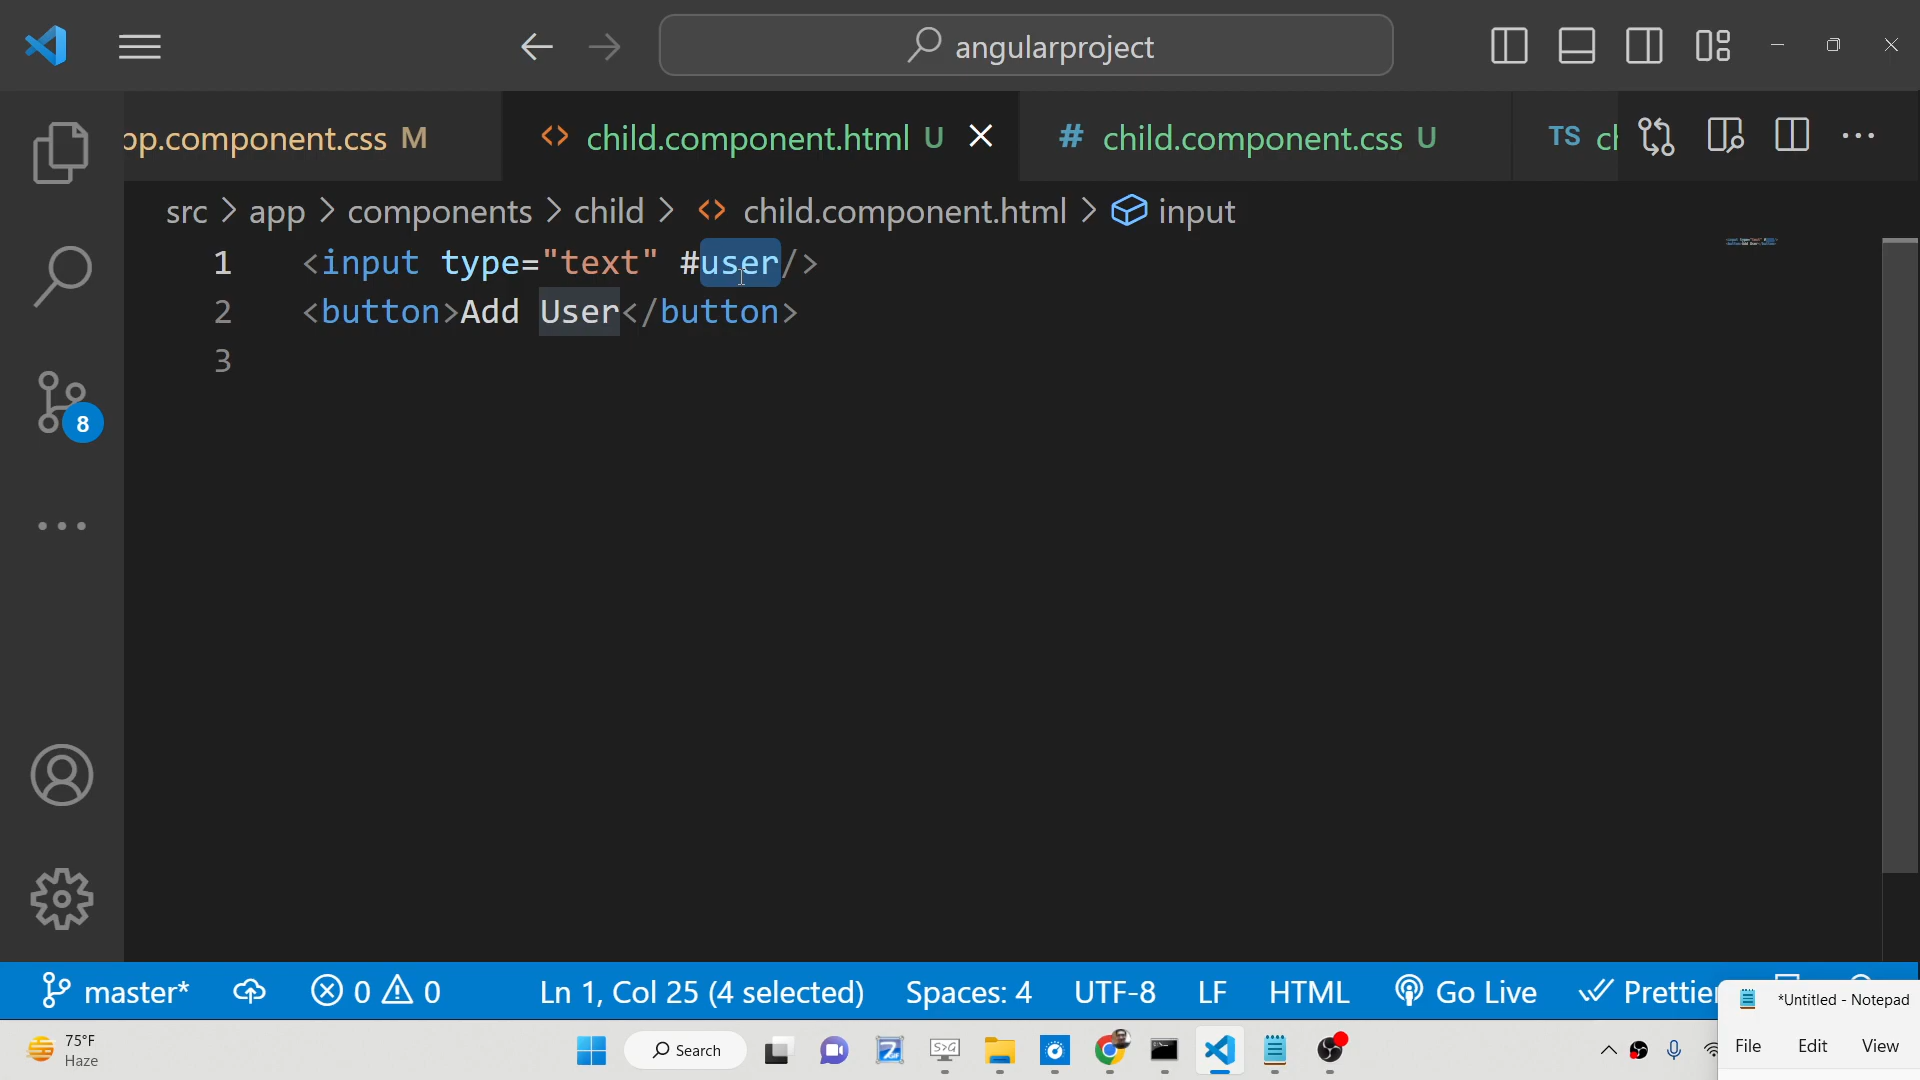 angularproject
pp.component.css M
<> child.component.html U
# child.component.css U
TS ch
src > app > components > child > <> child.component.html > input
1 <input type="text" #user/>
2 <button>Add User</button>
3
8
master*
0 0
Ln 1, Col 25 (4 selected)
Spaces: 4
UTF-8
LF
HTML
Go Live
Prettier
*Untitled - Notepad
File Edit View
75°F
Haze
Search